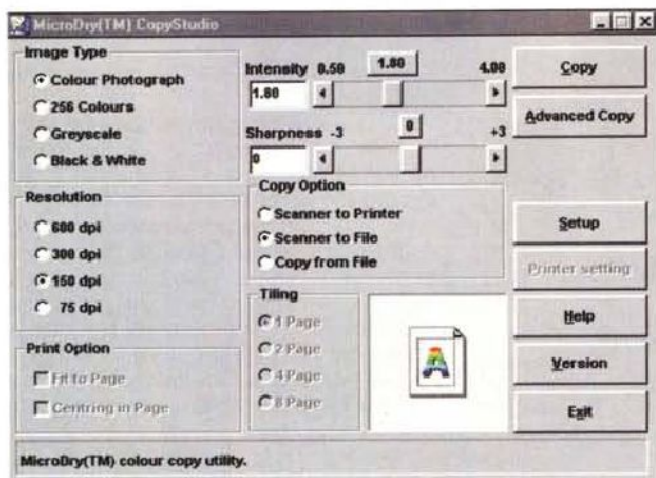 MicroDry(TM) CopyStudio
Image Type
Colour Photograph
256 Colours
Greyscale
Black & White
Intensity 0.50 1.80 4.00
1.80
Sharpness -3 0 +3
0
Copy
Advanced Copy
Resolution
600 dpi
300 dpi
150 dpi
75 dpi
Copy Option
Scanner to Printer
Scanner to File
Copy from File
Setup
Printer setting
Help
Version
Exit
Print Option
Fit to Page
Centring in Page
Tiling
1 Page
2 Page
4 Page
8 Page
A
MicroDry(TM) colour copy utility.